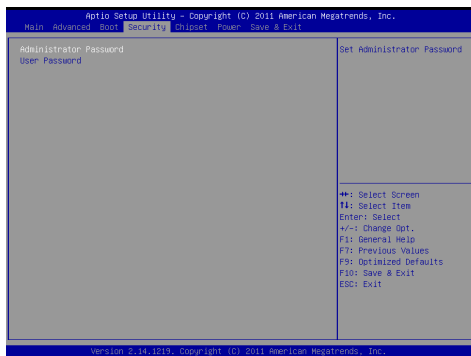 Aptio Setup Utility – Copyright (C) 2011 American Megatrends, Inc.
Main Advanced Boot Security Chipset Power Save & Exit
Administrator Password
User Password
Set Administrator Password
→←: Select Screen
↑↓: Select Item
Enter: Select
+/-: Change Opt.
F1: General Help
F7: Previous Values
F9: Optimized Defaults
F10: Save & Exit
ESC: Exit
Version 2.14.1219. Copyright (C) 2011 American Megatrends, Inc.